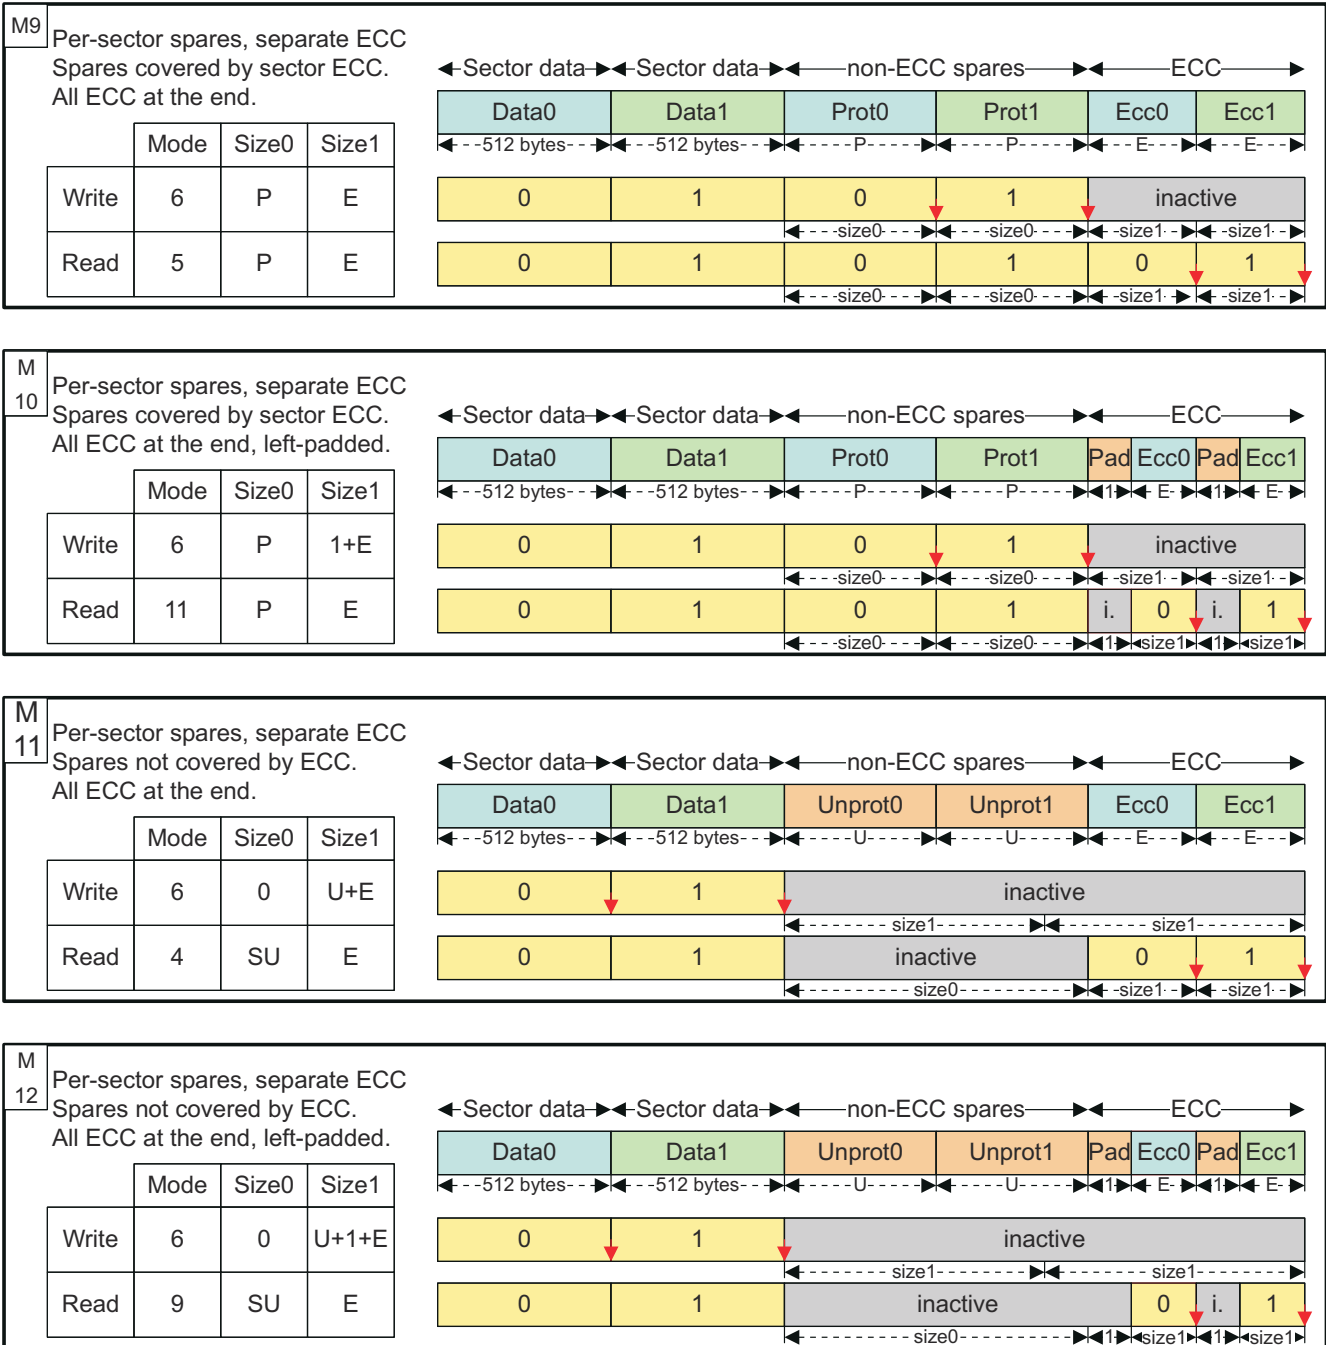 M9
Per-sector spares, separate ECC
Spares covered by sector ECC.
All ECC at the end.
Mode Size0 Size1
Write 6 P E
Read 5 P E
Sector data Sector data non-ECC spares ECC
Data0 Data1 Prot0 Prot1 Ecc0 Ecc1
512 bytes 512 bytes P P E E
0 1 0 1 inactive
size0 size0 size1 size1
0 1 0 1 0 1
size0 size0 size1 size1
M
10
Per-sector spares, separate ECC
Spares covered by sector ECC.
All ECC at the end, left-padded.
Mode Size0 Size1
Write 6 P 1+E
Read 11 P E
Sector data Sector data non-ECC spares ECC
Data0 Data1 Prot0 Prot1 Pad Ecc0 Pad Ecc1
512 bytes 512 bytes P P 1 E 1 E
0 1 0 1 inactive
size0 size0 size1 size1
0 1 0 1 i. 0 i. 1
size0 size0 1 size1 1 size1
M
11
Per-sector spares, separate ECC
Spares not covered by ECC.
All ECC at the end.
Mode Size0 Size1
Write 6 0 U+E
Read 4 SU E
Sector data Sector data non-ECC spares ECC
Data0 Data1 Unprot0 Unprot1 Ecc0 Ecc1
512 bytes 512 bytes U U E E
0 1 inactive
size1 size1
0 1 inactive 0 1
size0 size1 size1
M
12
Per-sector spares, separate ECC
Spares not covered by ECC.
All ECC at the end, left-padded.
Mode Size0 Size1
Write 6 0 U+1+E
Read 9 SU E
Sector data Sector data non-ECC spares ECC
Data0 Data1 Unprot0 Unprot1 Pad Ecc0 Pad Ecc1
512 bytes 512 bytes U U 1 E 1 E
0 1 inactive
size1 size1
0 1 inactive 0 i. 1
size0 1 size1 1 size1